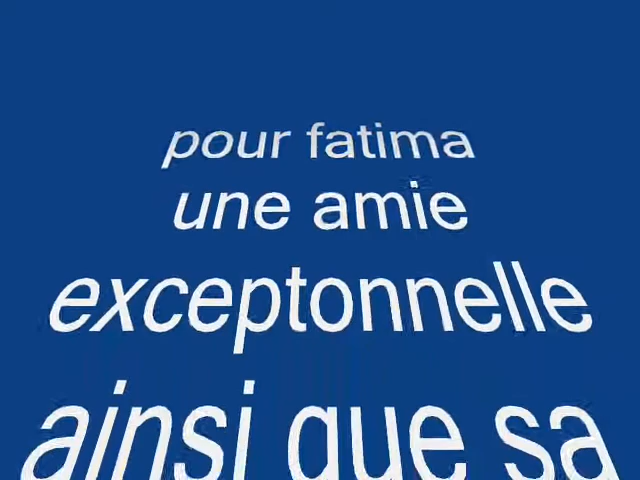 pour fatima
une amie
exceptonnelle
ainsi que sa